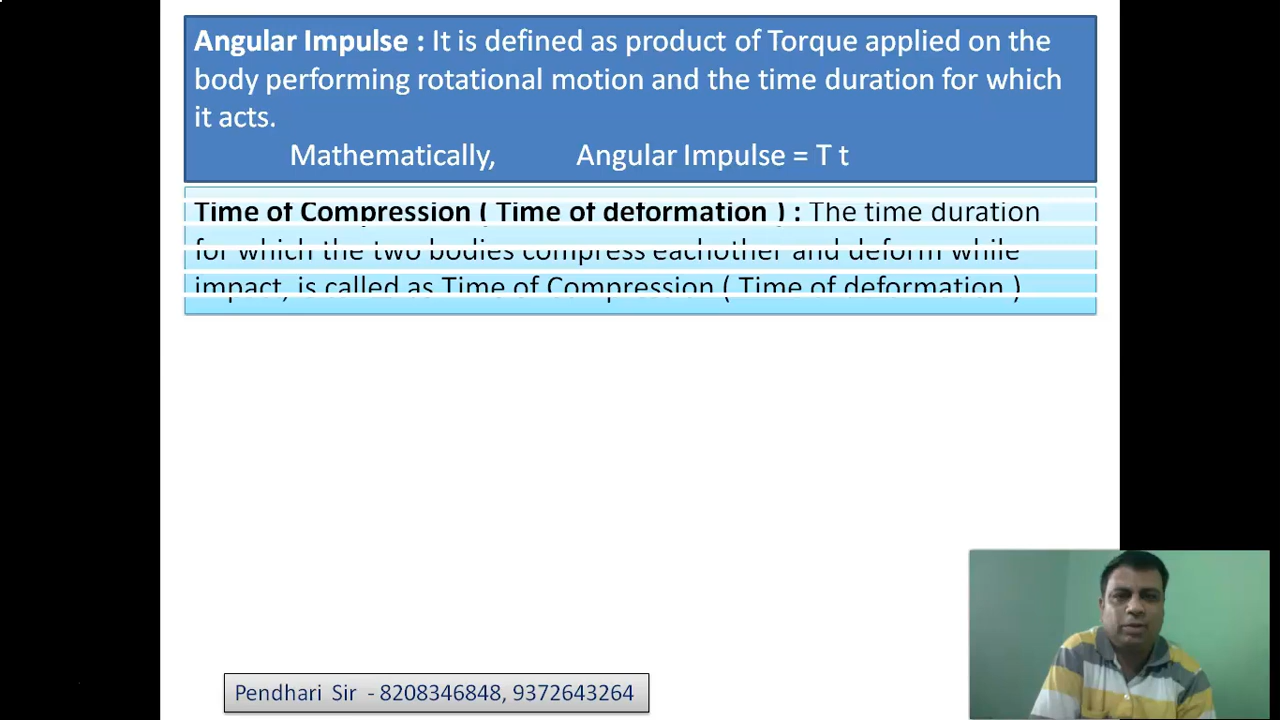 Angular Impulse : It is defined as product of Torque applied on the
body performing rotational motion and the time duration for which
it acts.
Mathematically, Angular Impulse = T t
Time of Compression ( Time of deformation ) : The time duration
for which the two bodies compress eachother and deform while
impact, is called as Time of Compression ( Time of deformation )
Pendhari Sir - 8208346848, 9372643264